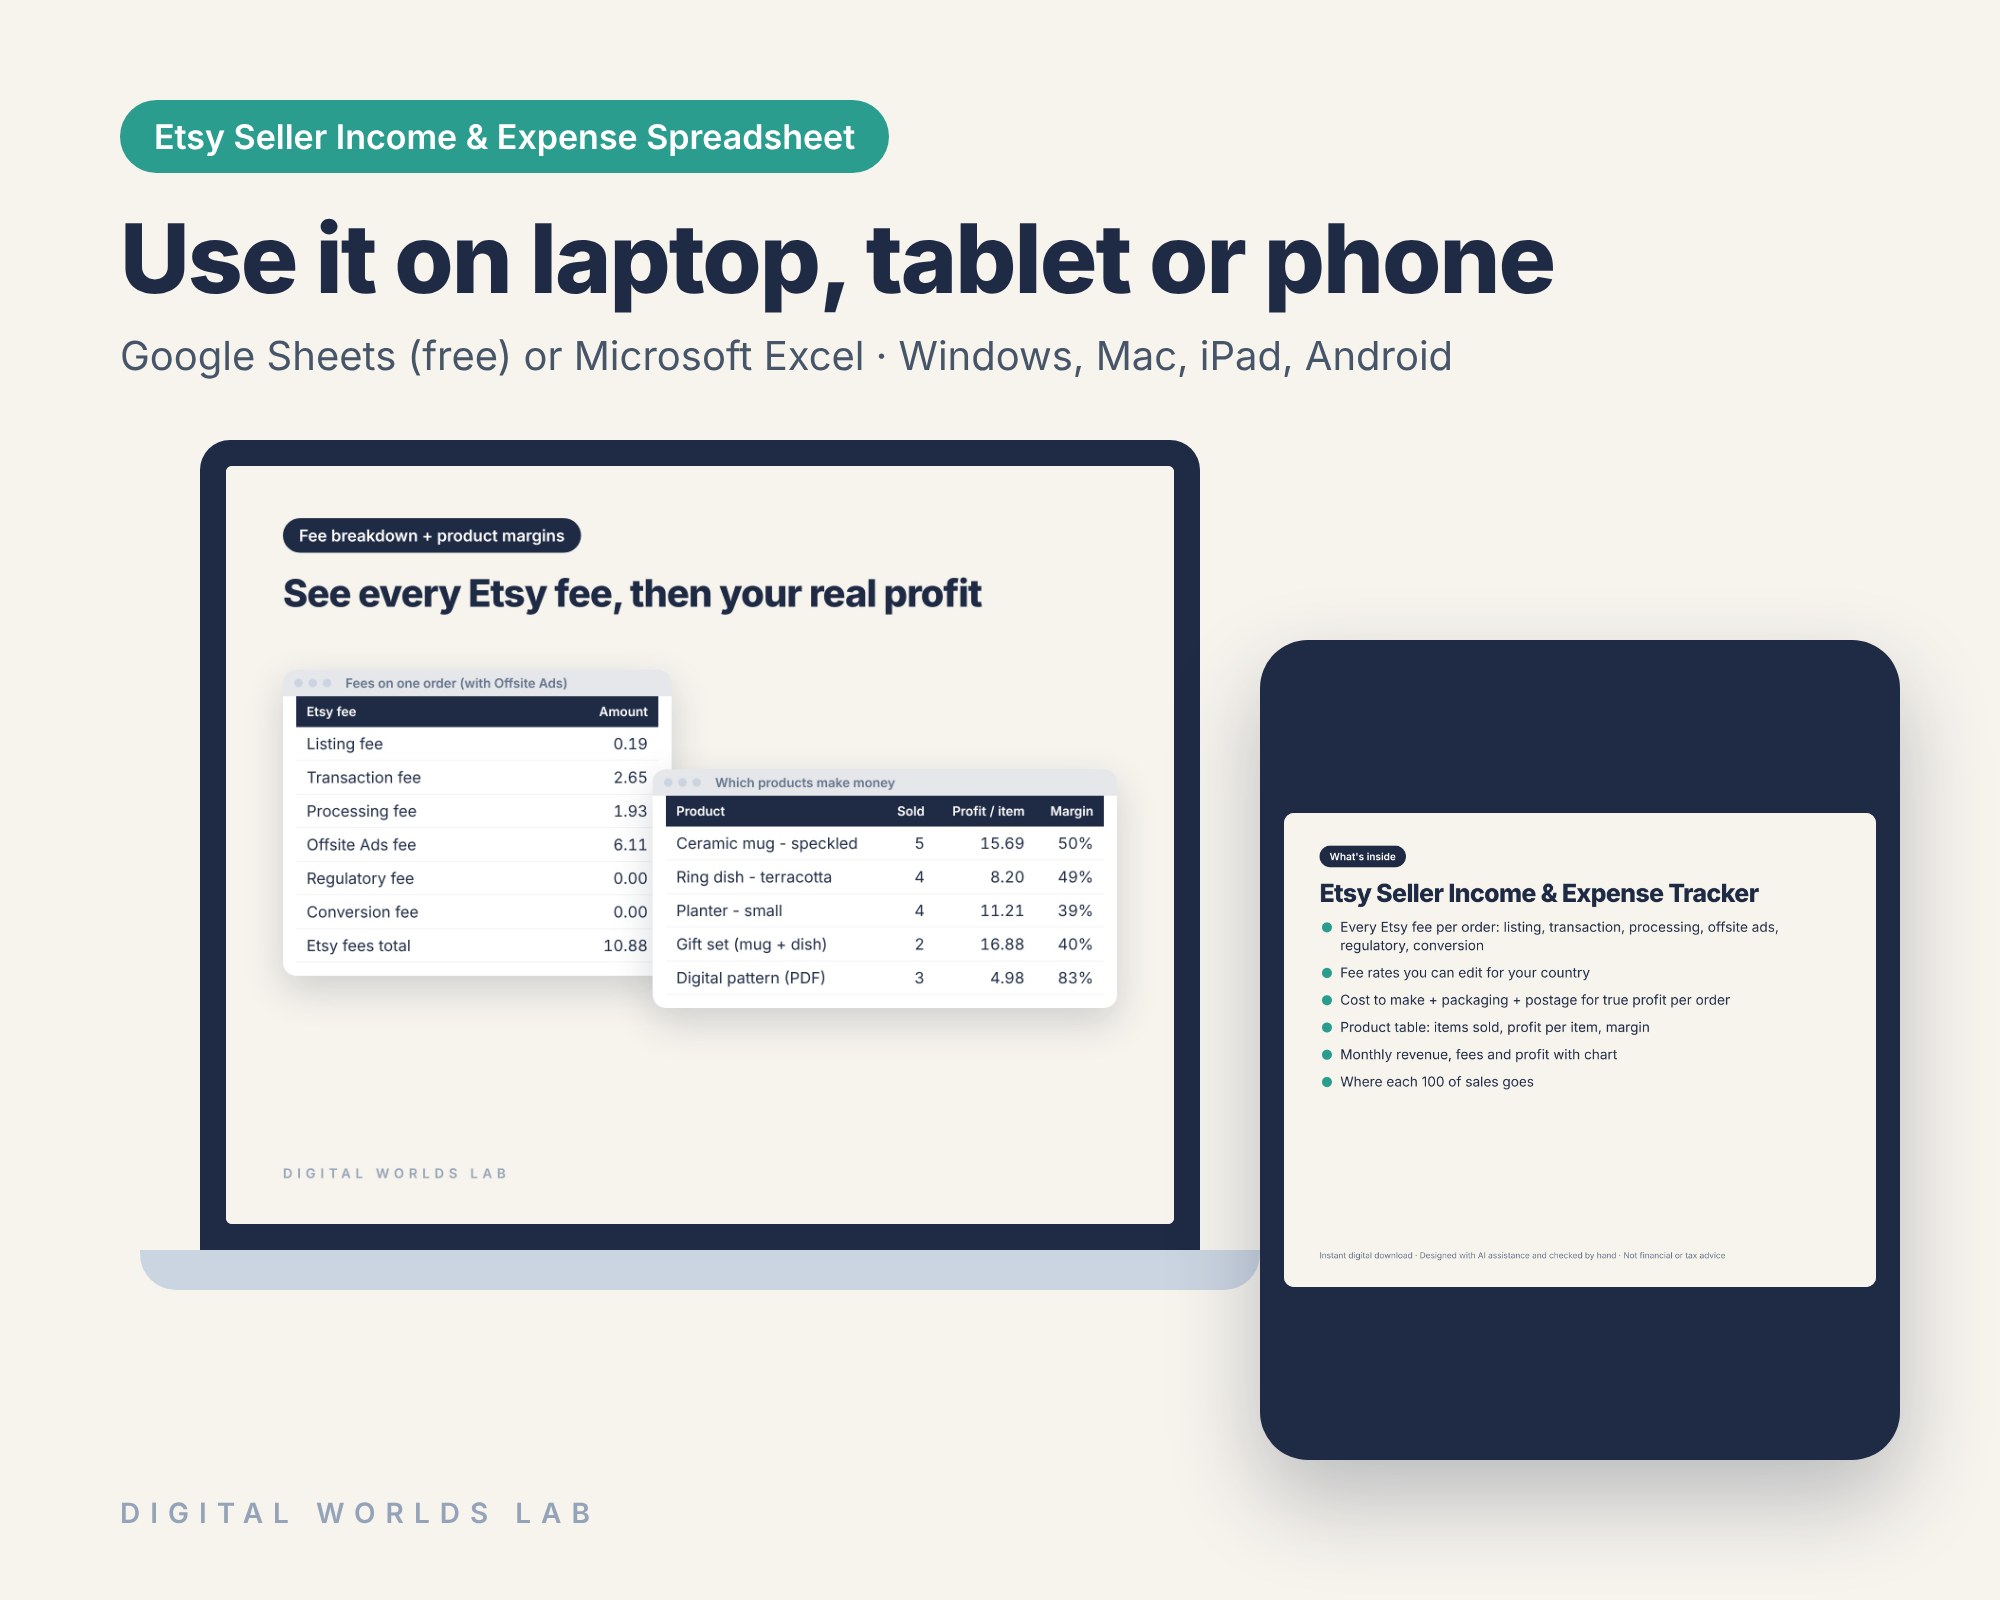 Etsy Seller Income & Expense Spreadsheet
Use it on laptop, tablet or phone
Google Sheets (free) or Microsoft Excel · Windows, Mac, iPad, Android
Fee breakdown + product margins
See every Etsy fee, then your real profit
Fees on one order (with Offsite Ads)
Etsy fee Amount
Listing fee 0.19
Transaction fee 2.65
Processing fee 1.93
Offsite Ads fee 6.11
Regulatory fee 0.00
Conversion fee 0.00
Etsy fees total 10.88
Which products make money
Product Sold Profit / item Margin
Ceramic mug - speckled 5 15.69 50%
Ring dish - terracotta 4 8.20 49%
Planter - small 4 11.21 39%
Gift set (mug + dish) 2 16.88 40%
Digital pattern (PDF) 3 4.98 83%
DIGITAL WORLDS LAB
What's inside
Etsy Seller Income & Expense Tracker
Every Etsy fee per order: listing, transaction, processing, offsite ads,
regulatory, conversion
Fee rates you can edit for your country
Cost to make + packaging + postage for true profit per order
Product table: items sold, profit per item, margin
Monthly revenue, fees and profit with chart
Where each 100 of sales goes
Instant digital download · Designed with AI assistance and checked by hand · Not financial or tax advice
DIGITAL WORLDS LAB